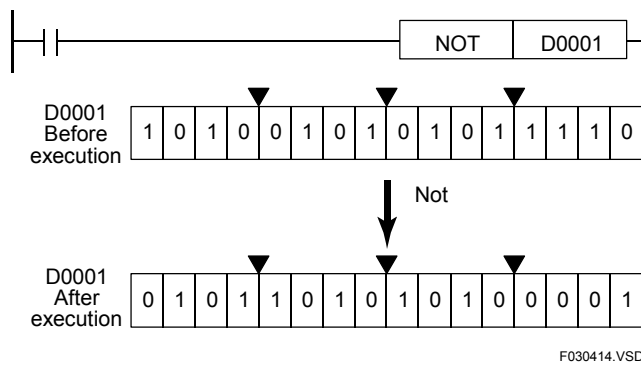 NOT D0001
D0001
Before
execution
1 0 1 0 0 1 0 1 0 1 0 1 1 1 1 0
Not
D0001
After
execution
0 1 0 1 1 0 1 0 1 0 1 0 0 0 0 1
F030414.VSD